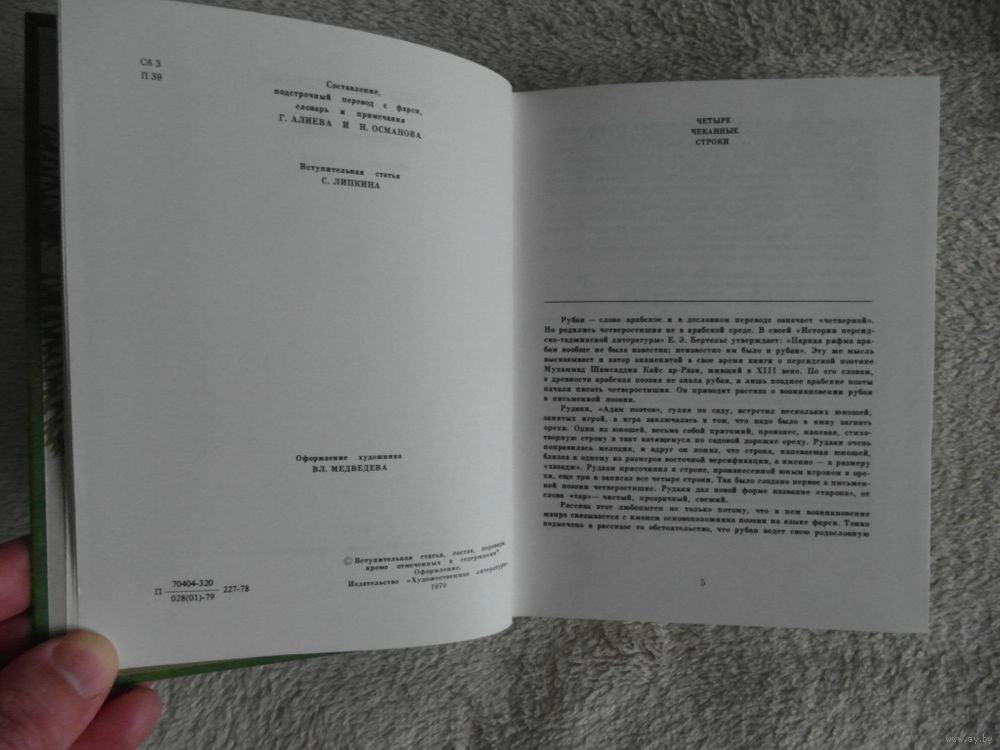 Сб 3
П 39
Составление,
подстрочный перевод с фарси,
словарь и примечания
Г. АЛИЕВА И Н. ОСМАНОВА
Вступительная статья
С. ЛИПКИНА
Оформление художника
ВЛ. МЕДВЕДЕВА
© Вступительная статья, состав, переводы,
кроме отмеченных в содержании*.
Оформление.
Издательство «Художественная литература»,
1979
П 70404-320 227-78
028(01)-79
ЧЕТЫРЕ
ЧЕКАННЫЕ
СТРОКИ
Рубаи — слово арабское и в дословном переводе означает «четверной».
Но родились четверостишия не в арабской среде. В своей «Истории персид-
ско-таджикской литературы» Е. Э. Бертельс утверждает: «Парная рифма ара-
бам вообще не была известна; неизвестно им было и рубаи». Эту же мысль
высказывает и автор знаменитой в свое время книги о персидской поэтике
Мухаммад Шамсаддин Кайс ар-Рази, живший в XIII веке. По его словам,
в древности арабская поэзия не знала рубаи, и лишь позднее арабские поэты
начали писать четверостишия. Он приводит рассказ о возникновении рубаи
в письменной поэзии.
Рудаки, «Адам поэтов», гуляя по саду, встретил нескольких юношей,
занятых игрой, а игра заключалась в том, что надо было в ямку загнать
орехи. Один из юношей, весьма собой пригожий, произнес, напевая, стихо-
творную строку в такт катящемуся по садовой дорожке ореху. Рудаки очень
понравилась мелодия, и вдруг он понял, что строка, напеваемая юношей,
близка к одному из размеров восточной версификации, а именно — к размеру
«хазадж». Рудаки присочинил к строке, произнесенной юным игроком в оре-
хи, еще три и записал все четыре строки. Так было создано первое в письмен-
ной поэзии четверостишие. Рудаки дал новой форме название «тарона», от
слова «тар»— чистый, прозрачный, свежий.
Рассказ этот любопытен не только потому, что в нем возникновение
жанра связывается с именем основоположника поэзии на языке фарси. Тонко
подмечено в рассказе то обстоятельство, что рубаи ведет свою родословную
5
www.ay.by